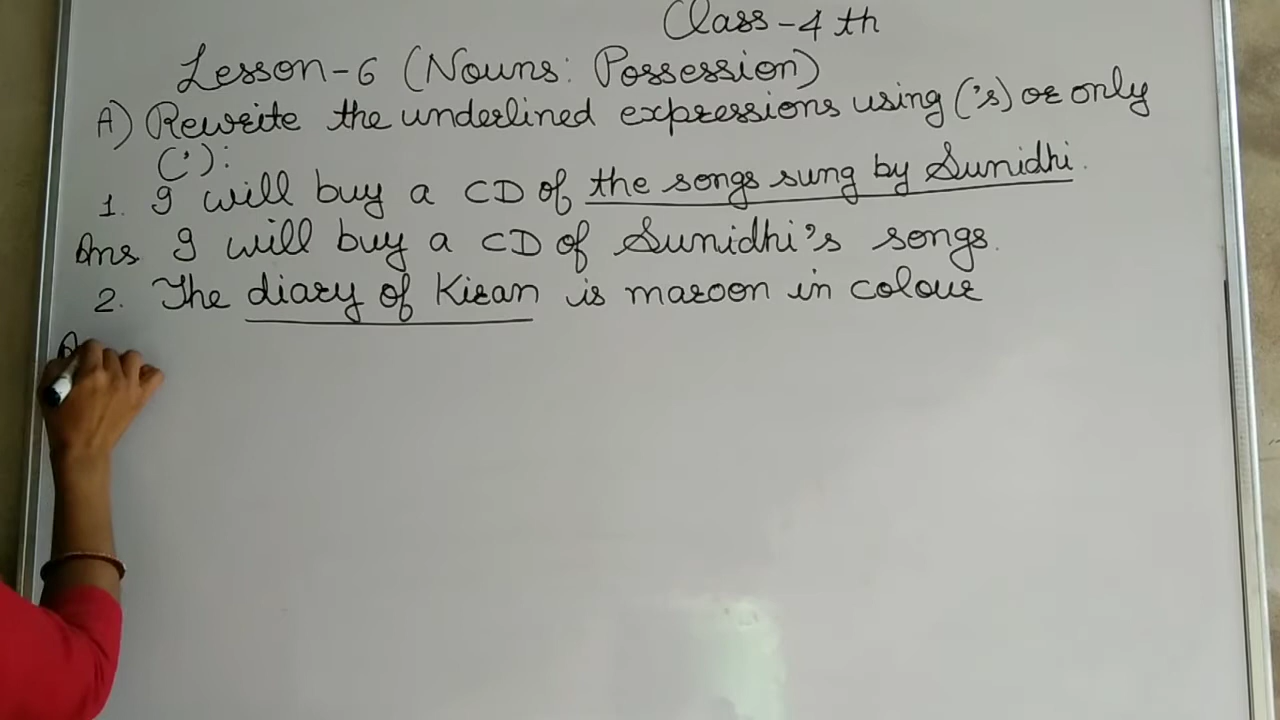 Class-4 th
Lesson-6 (Nouns: Possession)
A) Rewrite the underlined expressions using ('s) or only
('):
1. I will buy a CD of the songs sung by Sunidhi.
Ans I will buy a CD of Sunidhi's songs.
2. The diary of Kiran is maroon in colour